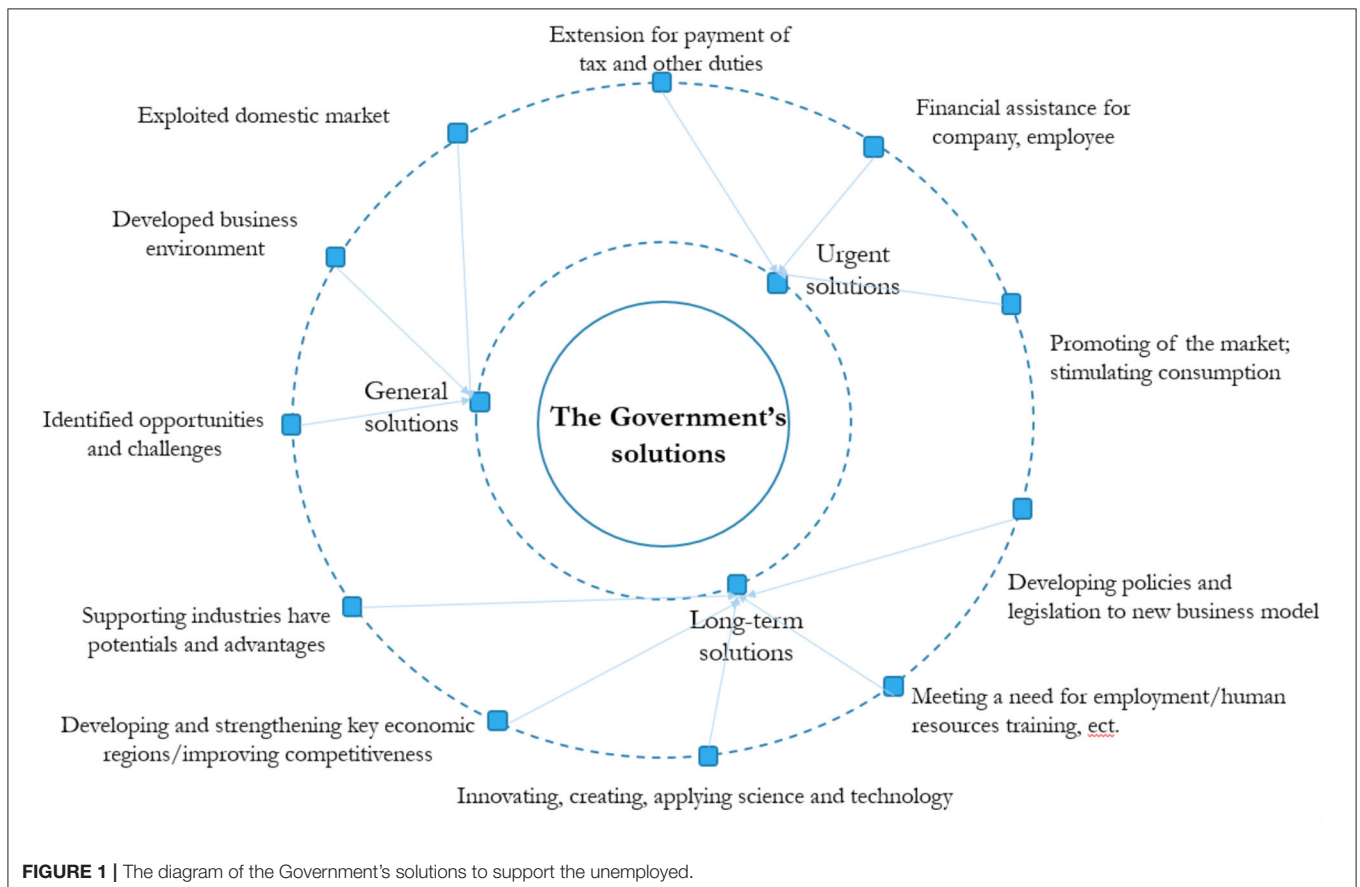 Extension for payment of
tax and other duties
Exploited domestic market
Financial assistance for
company, employee
Developed business
environment
Urgent
solutions
Promoting of the market;
stimulating consumption
General
solutions
Identified opportunities
and challenges
The Government's
solutions
Developing policies and
legislation to new business model
Supporting industries have
potentials and advantages
Long-term
solutions
Meeting a need for employment/human
resources training, ect.
Developing and strengthening key economic
regions/improving competitiveness
Innovating, creating, applying science and technology
FIGURE 1 | The diagram of the Government's solutions to support the unemployed.